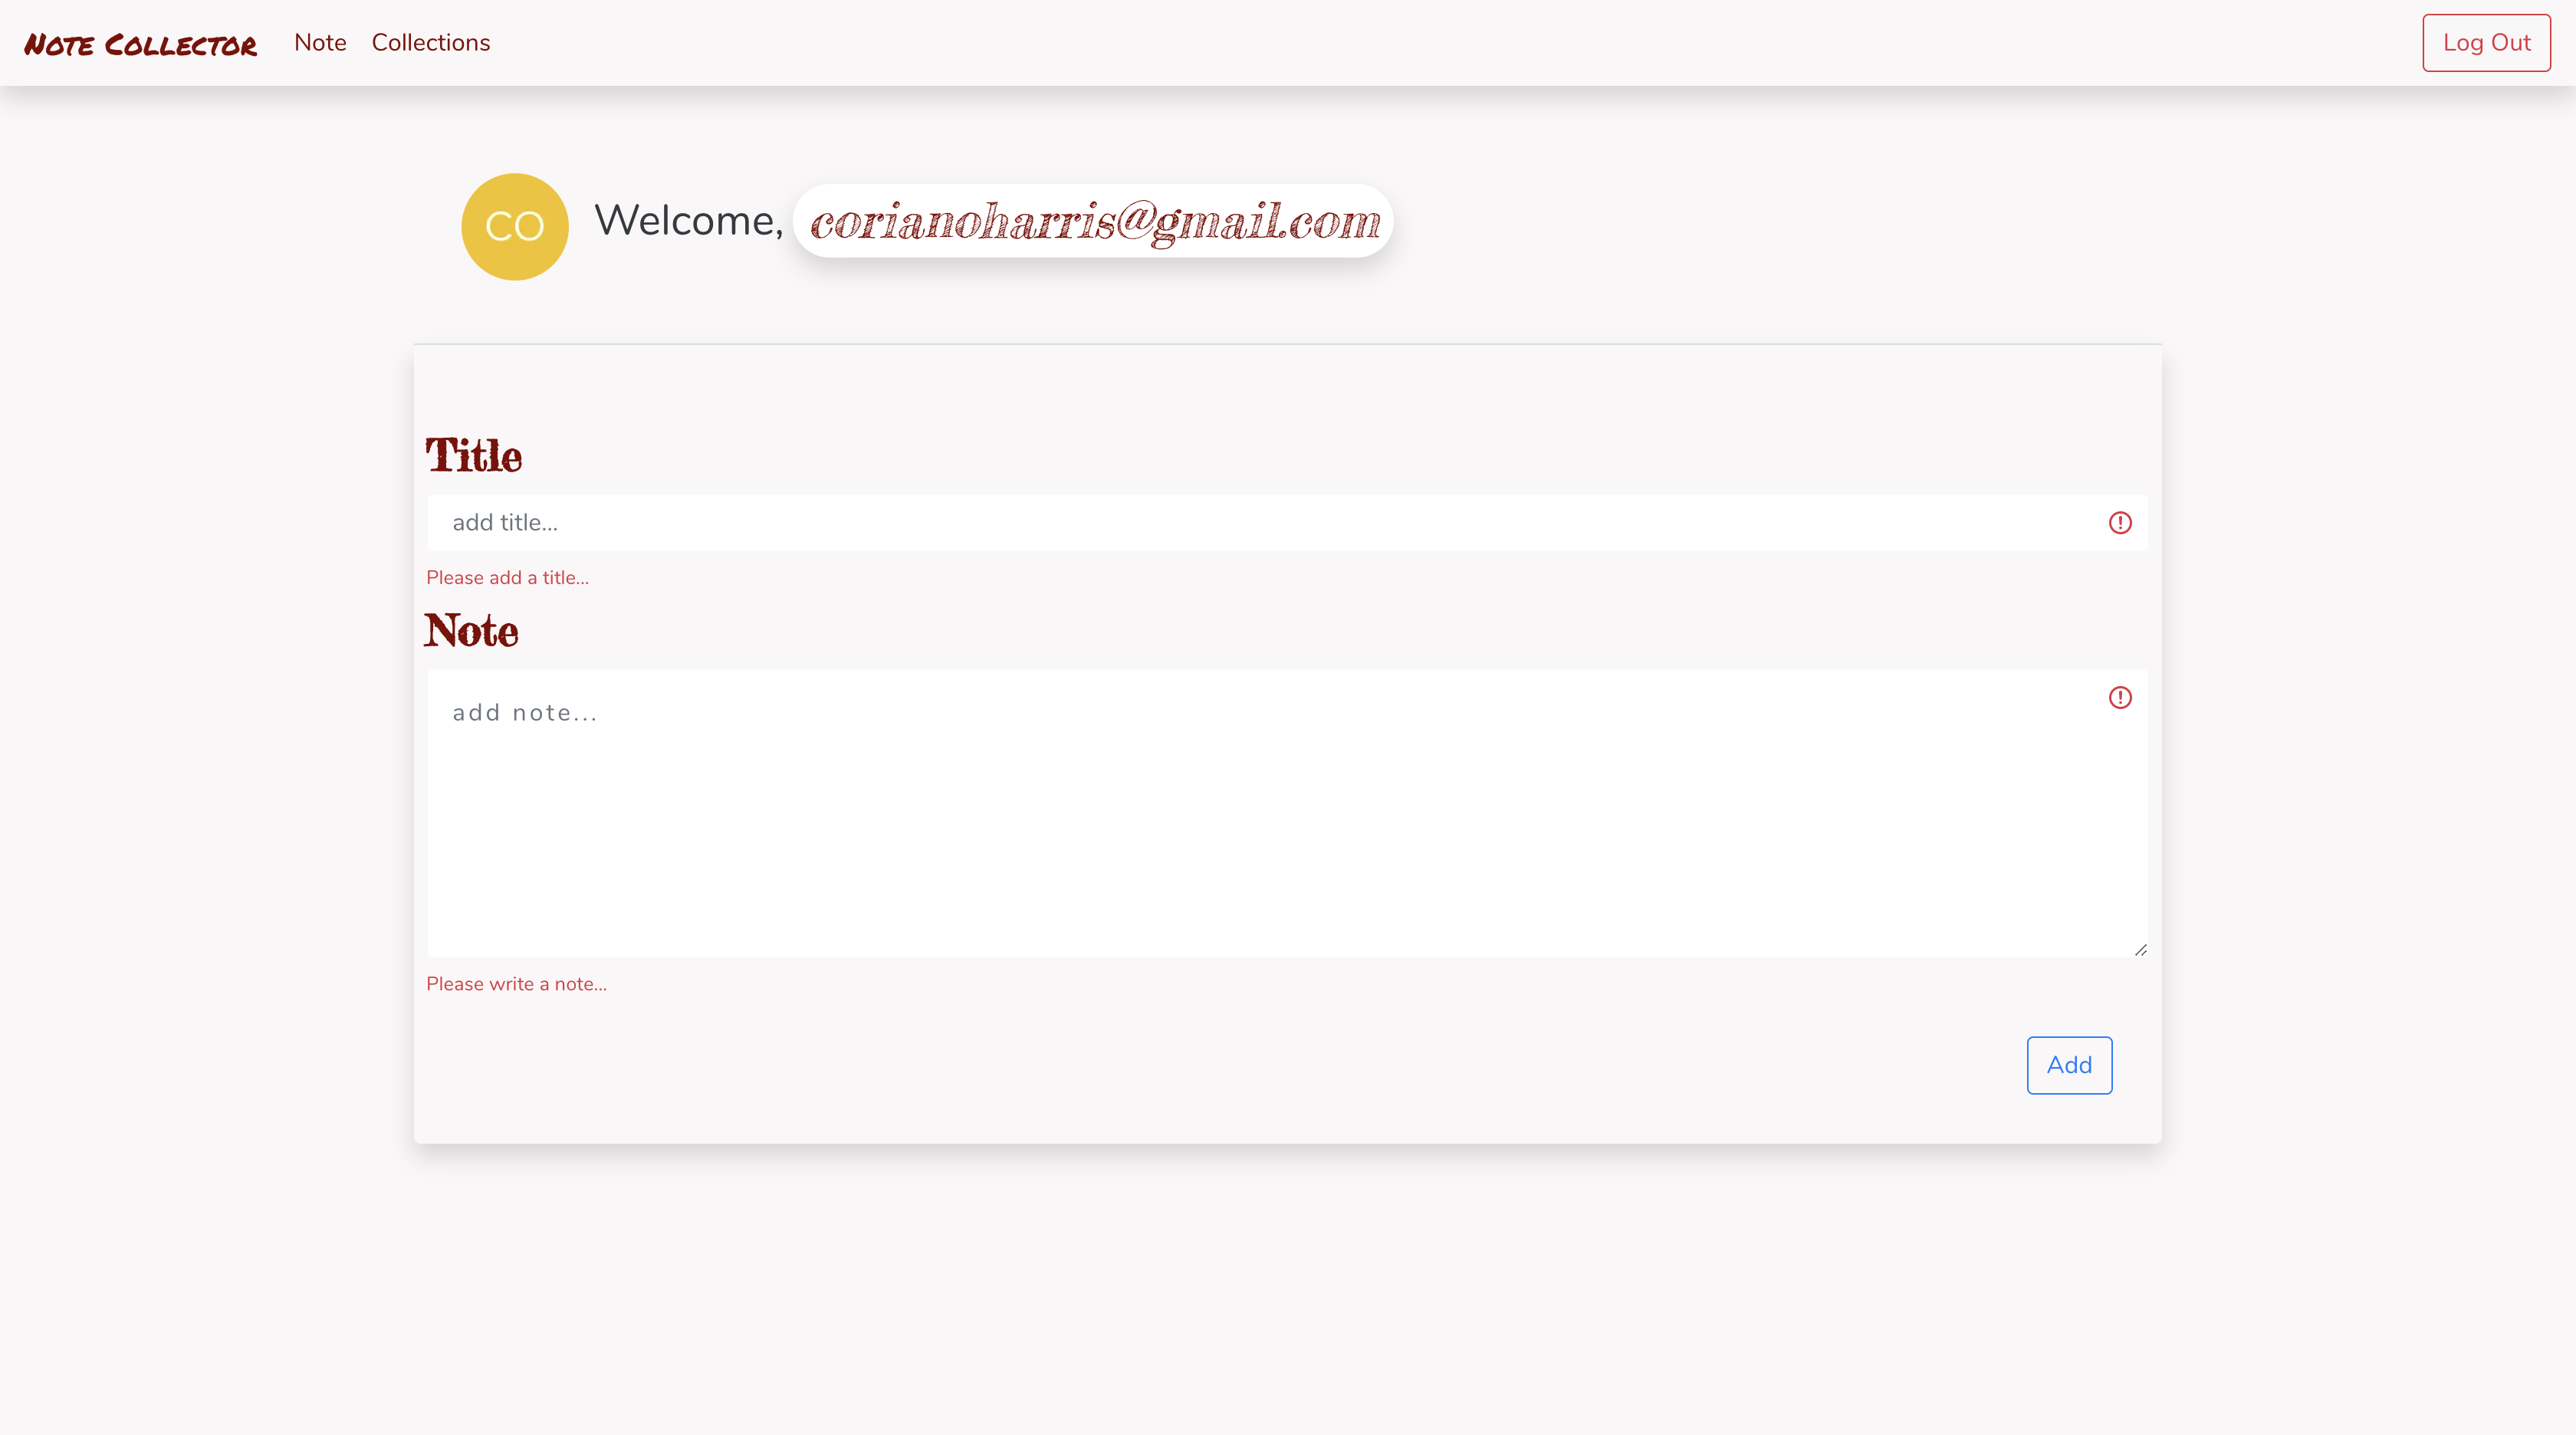 Note Collector Note Collections Log Out
CO Welcome, corianoharris@gmail.com
Title
add title...
Please add a title...
Note
add note...
Please write a note...
Add